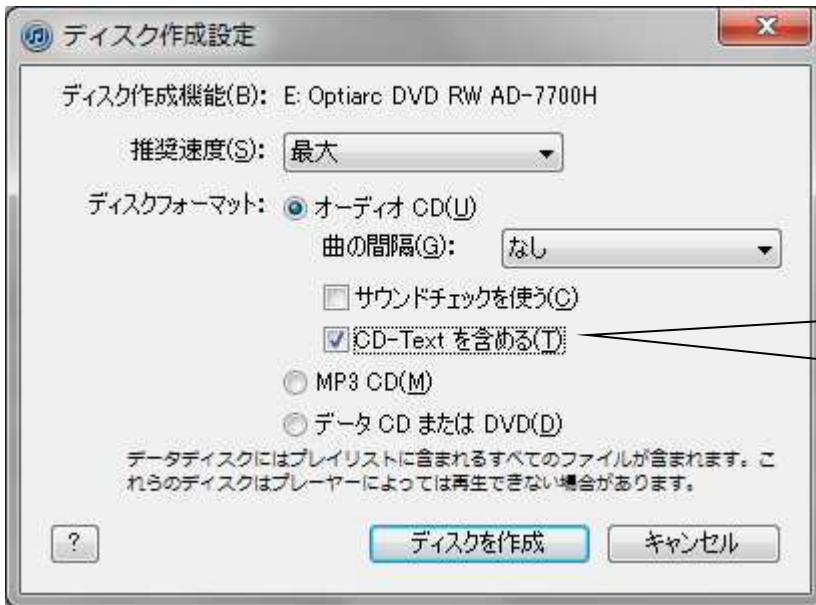 ディスク作成設定
ディスク作成機能(B): E: Optiarc DVD RW AD-7700H
推奨速度(S): 最大
ディスクフォーマット: オーディオ CD(U)
曲の間隔(G): なし
サウンドチェックを使う(C)
CD-Text を含める(T)
MP3 CD(M)
データ CD または DVD(D)
データディスクにはプレイリストに含まれるすべてのファイルが含まれます。こ
れらのディスクはプレーヤーによっては再生できない場合があります。
? ディスクを作成 キャンセル